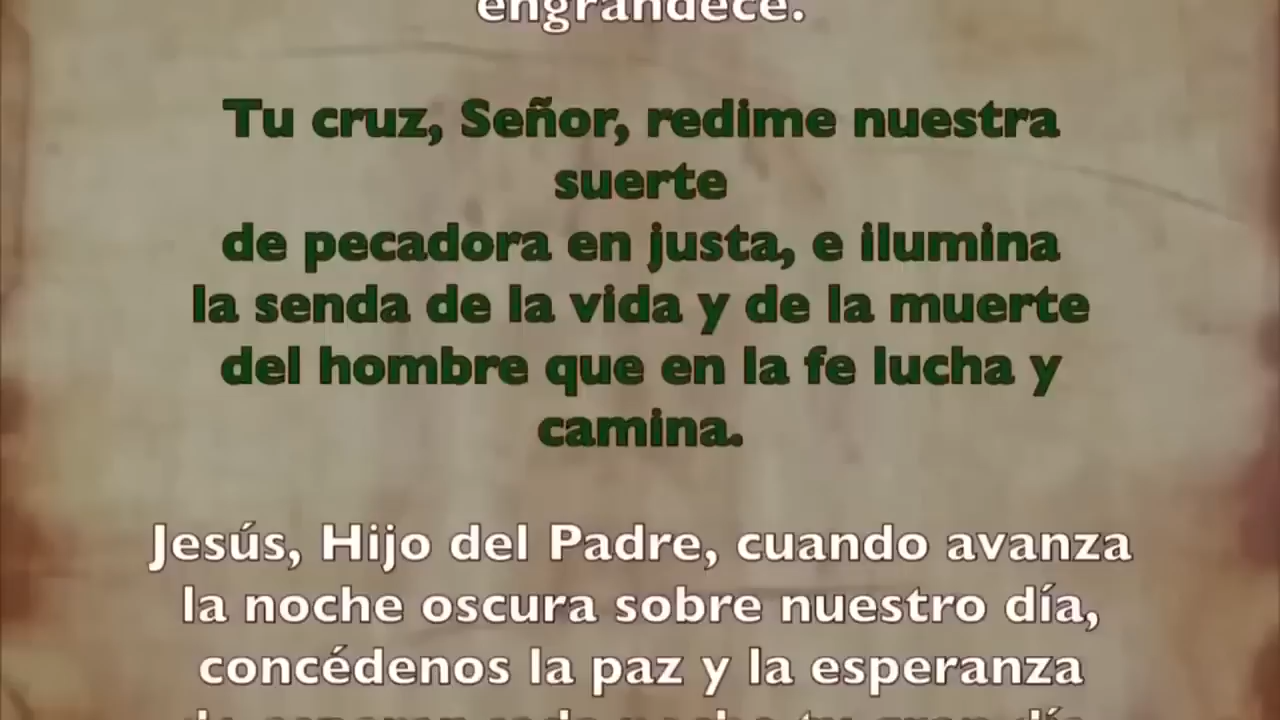 engrandece.
Tu cruz, Señor, redime nuestra
suerte
de pecadora en justa, e ilumina
la senda de la vida y de la muerte
del hombre que en la fe lucha y
camina.
Jesús, Hijo del Padre, cuando avanza
la noche oscura sobre nuestro día,
concédenos la paz y la esperanza